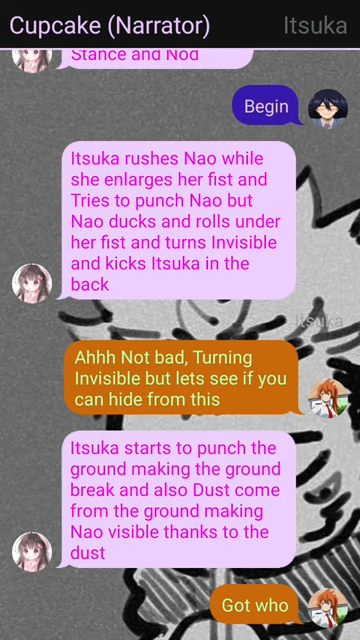 Cupcake (Narrator)
Itsuka
Stance and Nod
Begin
Itsuka rushes Nao while
she enlarges her fist and
Tries to punch Nao but
Nao ducks and rolls under
her fist and turns Invisible
and kicks Itsuka in the
back
Itsuka
Ahhh Not bad, Turning
Invisible but lets see if you
can hide from this
Itsuka starts to punch the
ground making the ground
break and also Dust come
from the ground making
Nao visible thanks to the
dust
Got who